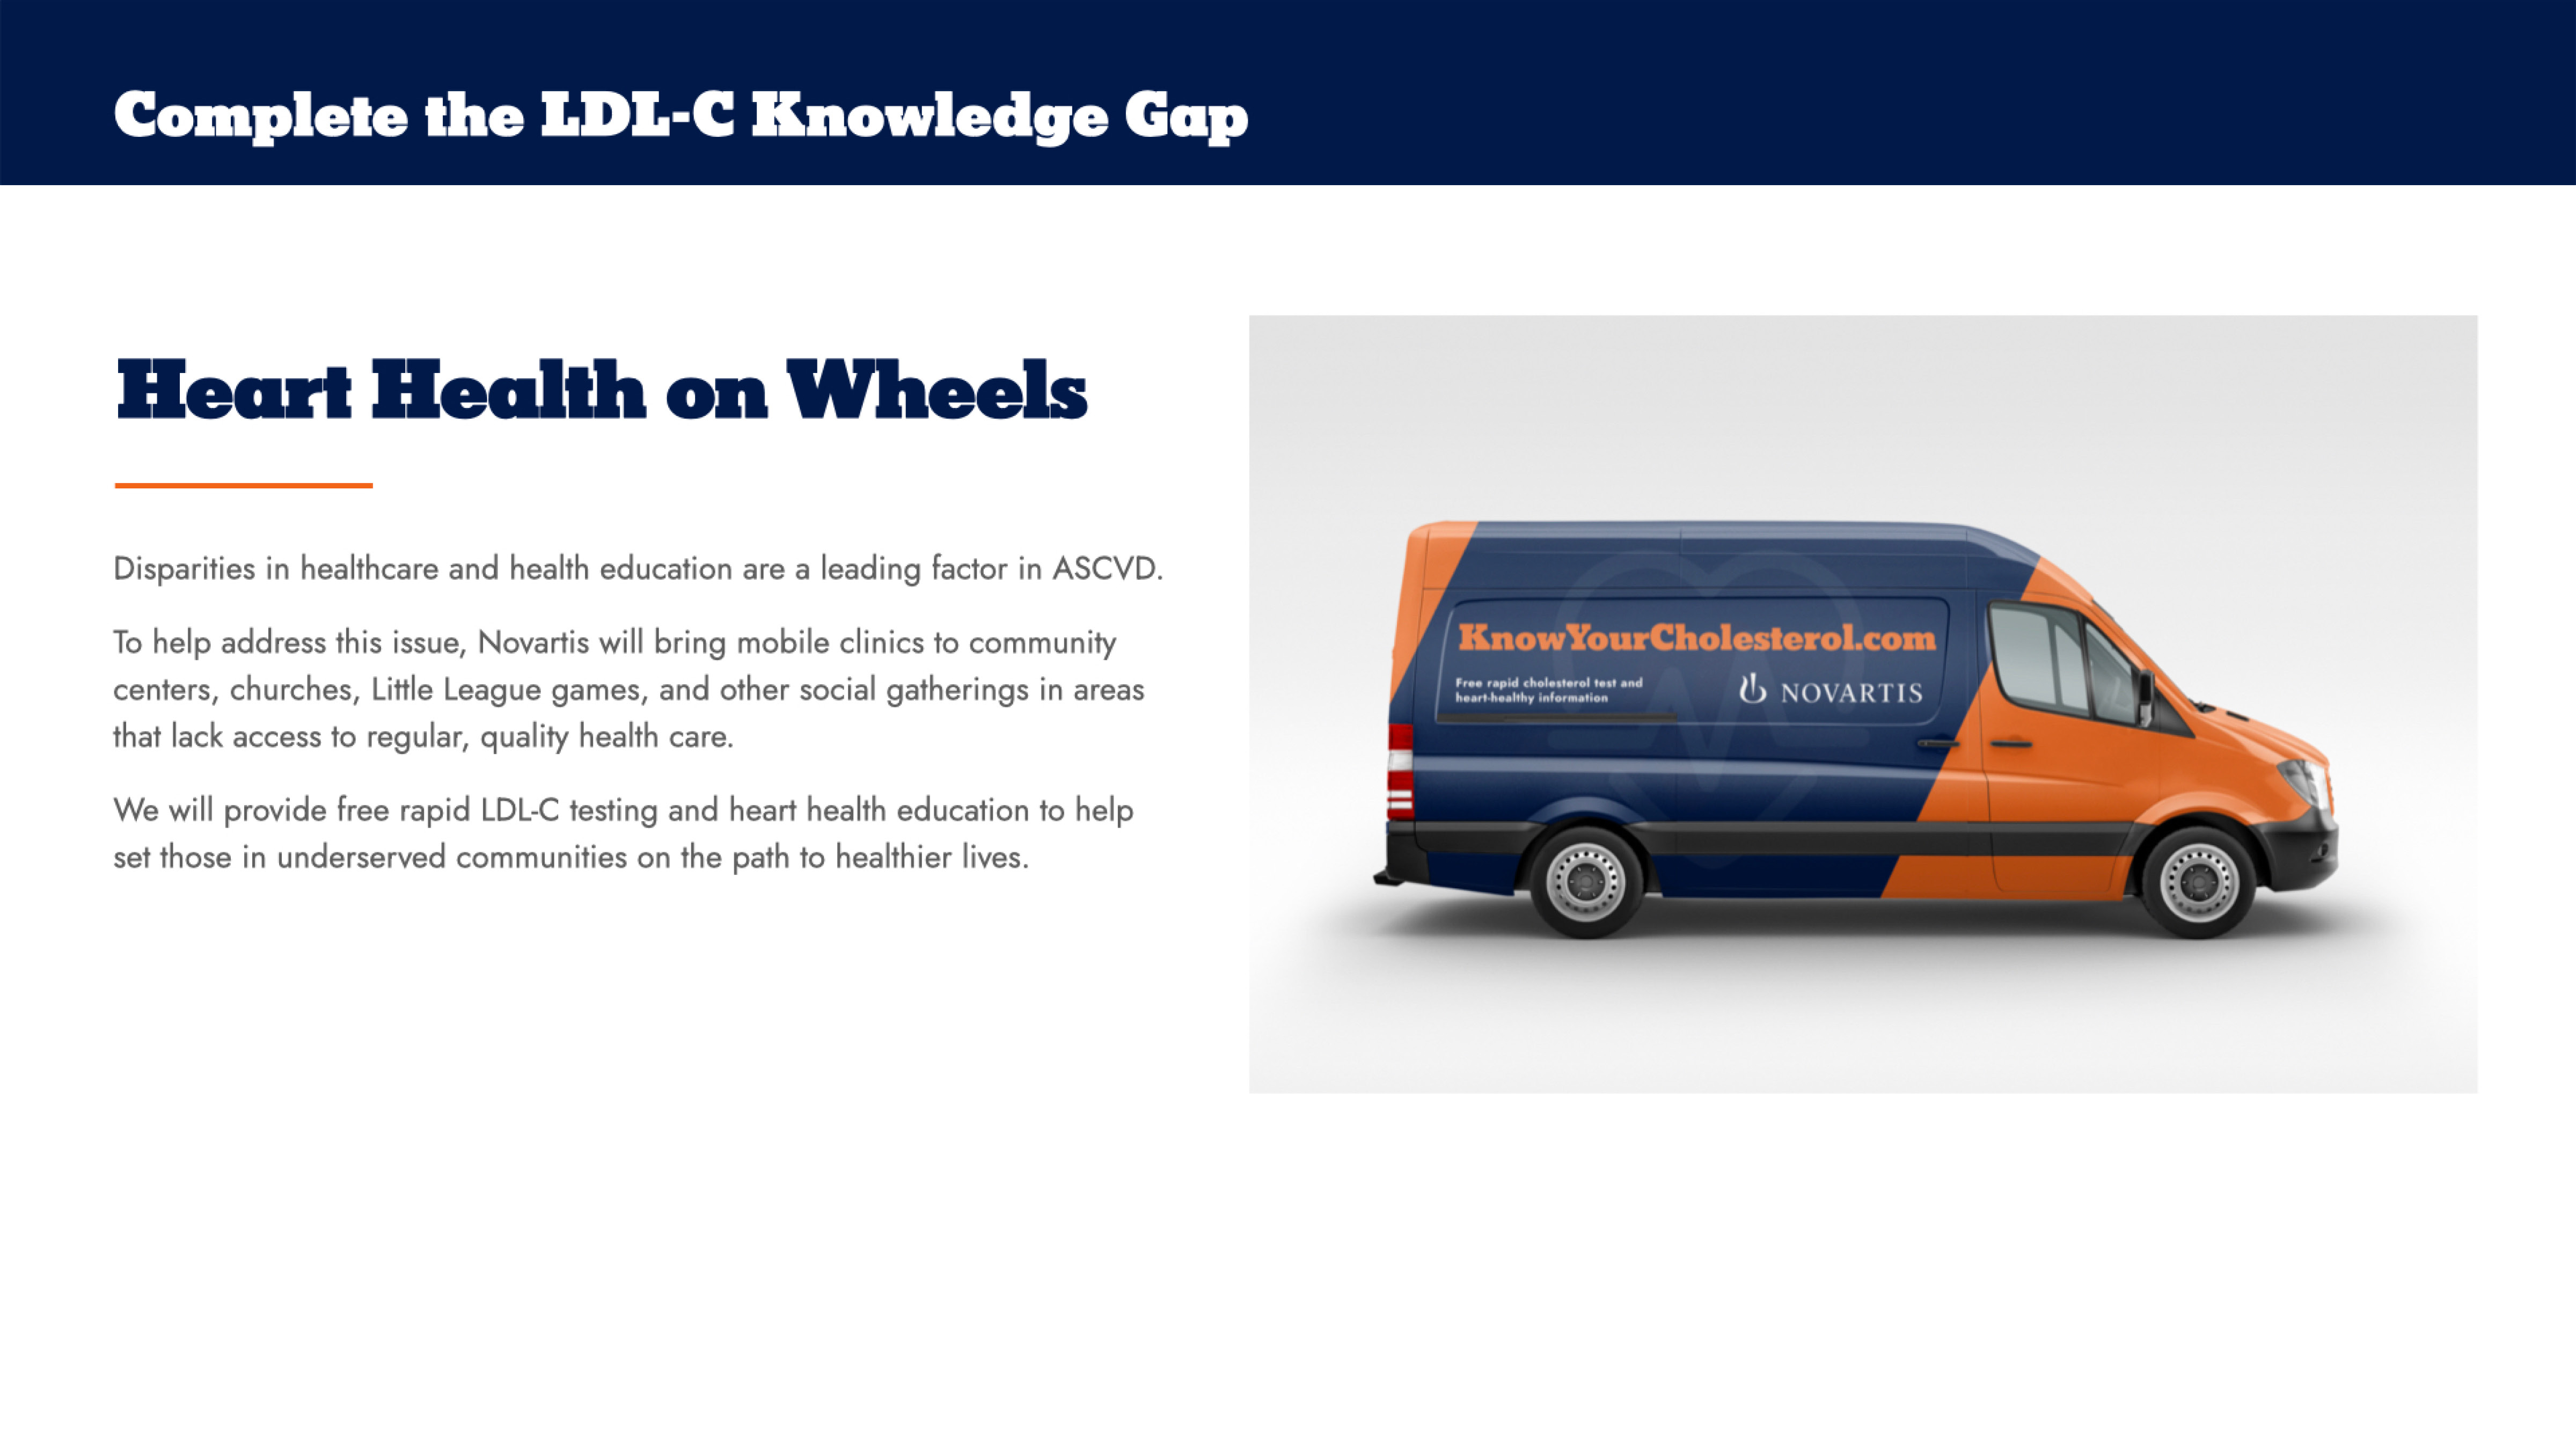 Complete the LDL-C Knowledge Gap
Heart Health on Wheels
Disparities in healthcare and health education are a leading factor in ASCVD.
To help address this issue, Novartis will bring mobile clinics to community
centers, churches, Little League games, and other social gatherings in areas
that lack access to regular, quality health care.
We will provide free rapid LDL-C testing and heart health education to help
set those in underserved communities on the path to healthier lives.
KnowYourCholesterol.com
Free rapid cholesterol test and
heart-healthy information
NOVARTIS